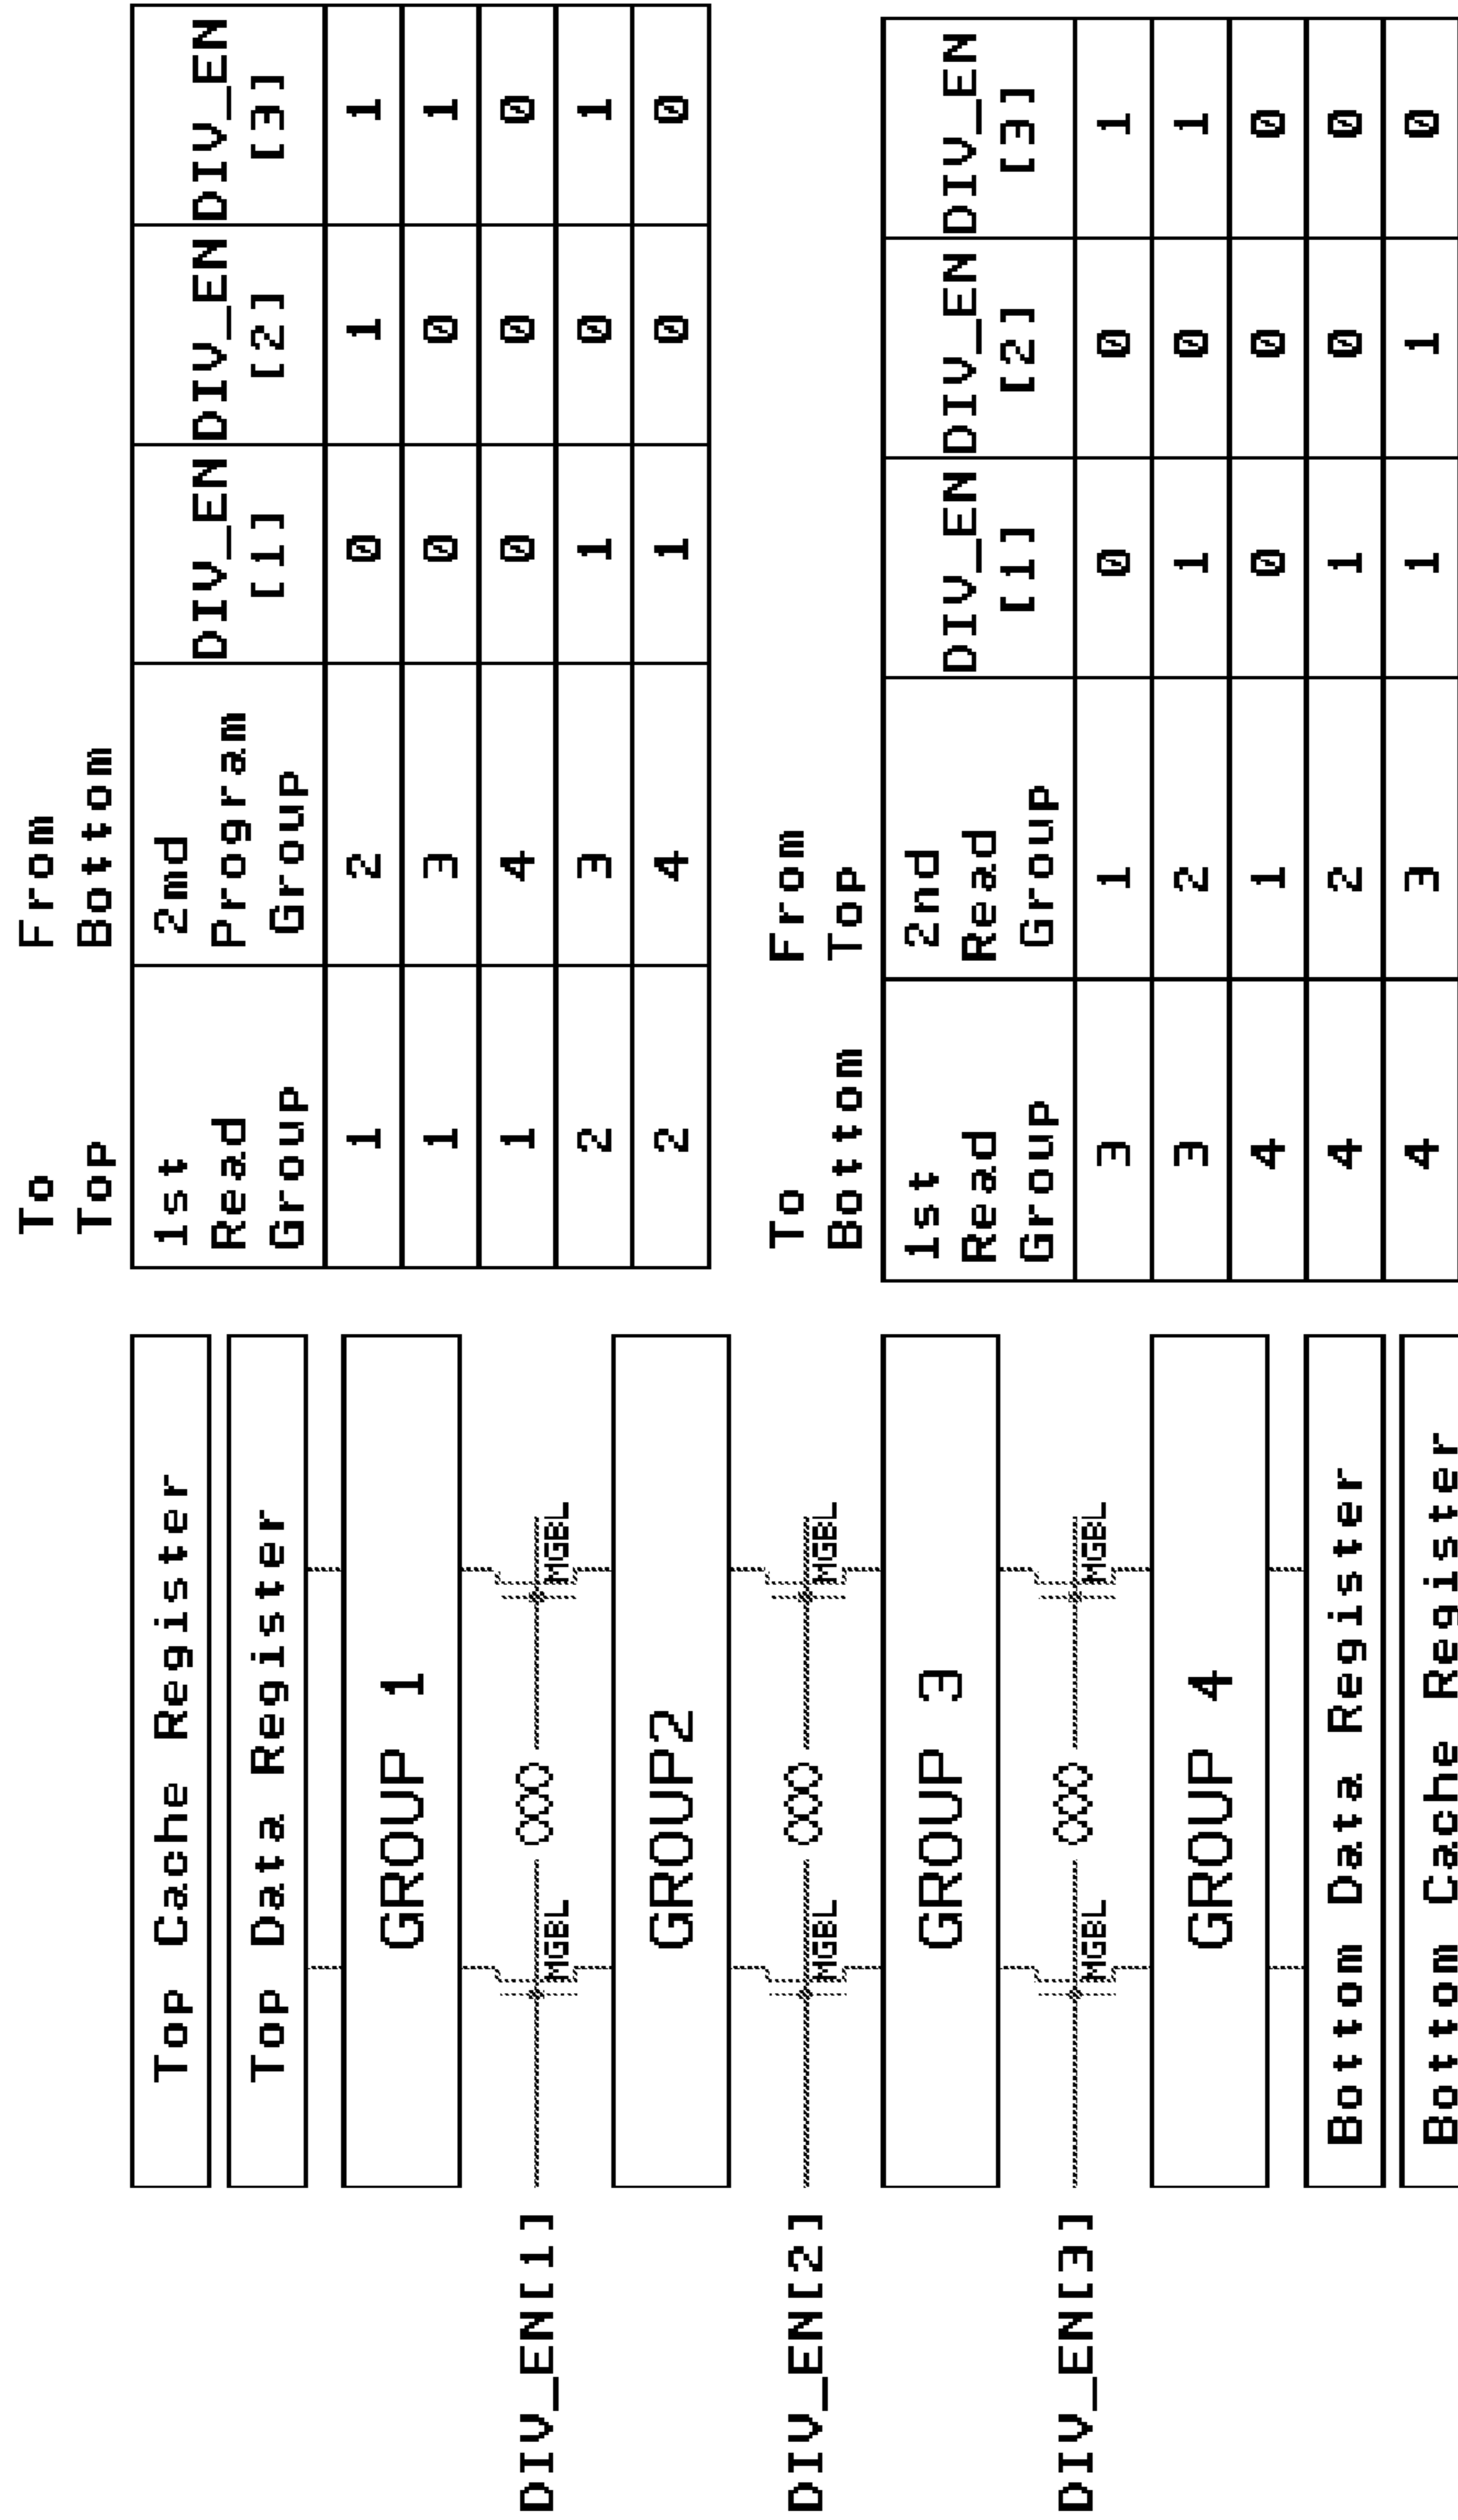 Top Cache Register
Top Data Register
GROUP 1
DIV_EN[1] MGBL MGBL
GROUP2
DIV_EN[2] MGBL MGBL
GROUP 3
DIV_EN[3] MGBL MGBL
GROUP 4
Bottom Data Register
Bottom Cache Register
To From
Top Bottom
1st 2md
Read Program DIV_EN DIV_EN DIV_EN
Group Group [1] [2] [3]
1 2 0 1 1
1 3 0 0 1
1 4 0 0 0
2 3 1 0 1
2 4 1 0 0
To From
Bottom Top
1st 2nd
Read Read DIV_EN DIV_EN DIV_EN
Group Group [1] [2] [3]
3 1 0 0 1
3 2 1 0 1
4 1 0 0 0
4 2 1 0 0
4 3 1 1 0